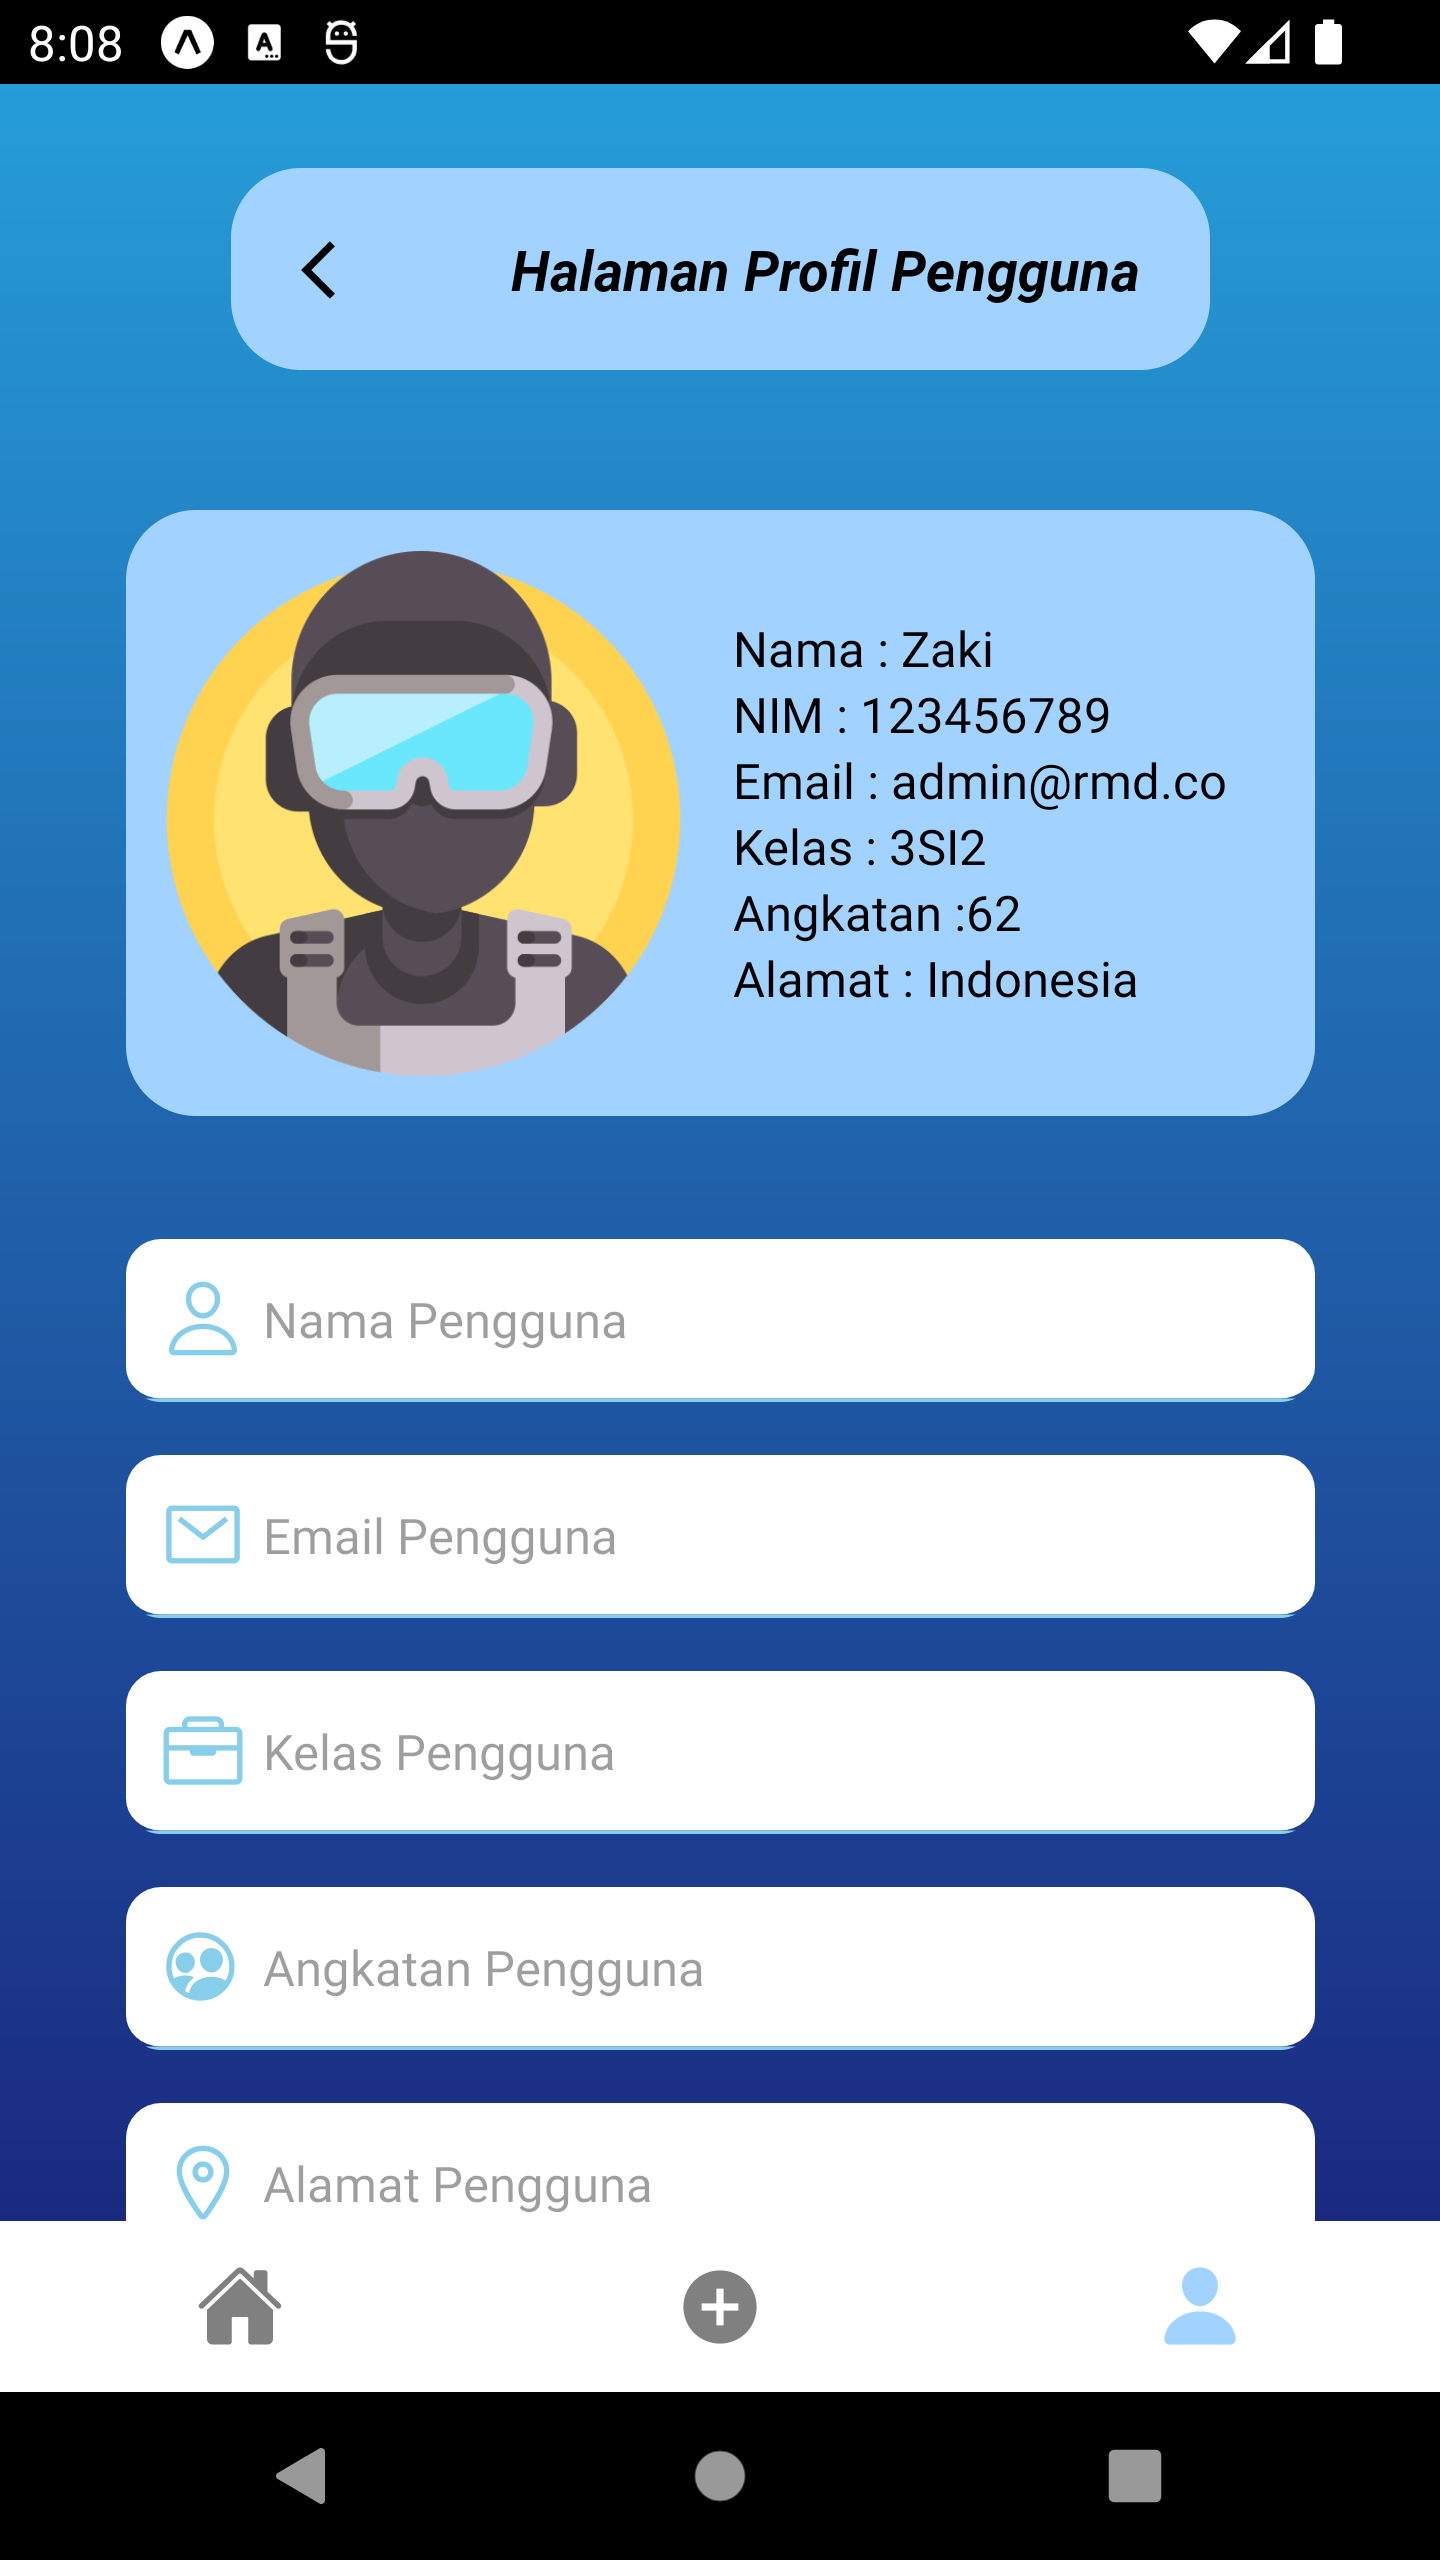 8:08
Halaman Profil Pengguna
Nama : Zaki
NIM : 123456789
Email : admin@rmd.co
Kelas : 3SI2
Angkatan :62
Alamat : Indonesia
Nama Pengguna
Email Pengguna
Kelas Pengguna
Angkatan Pengguna
Alamat Pengguna